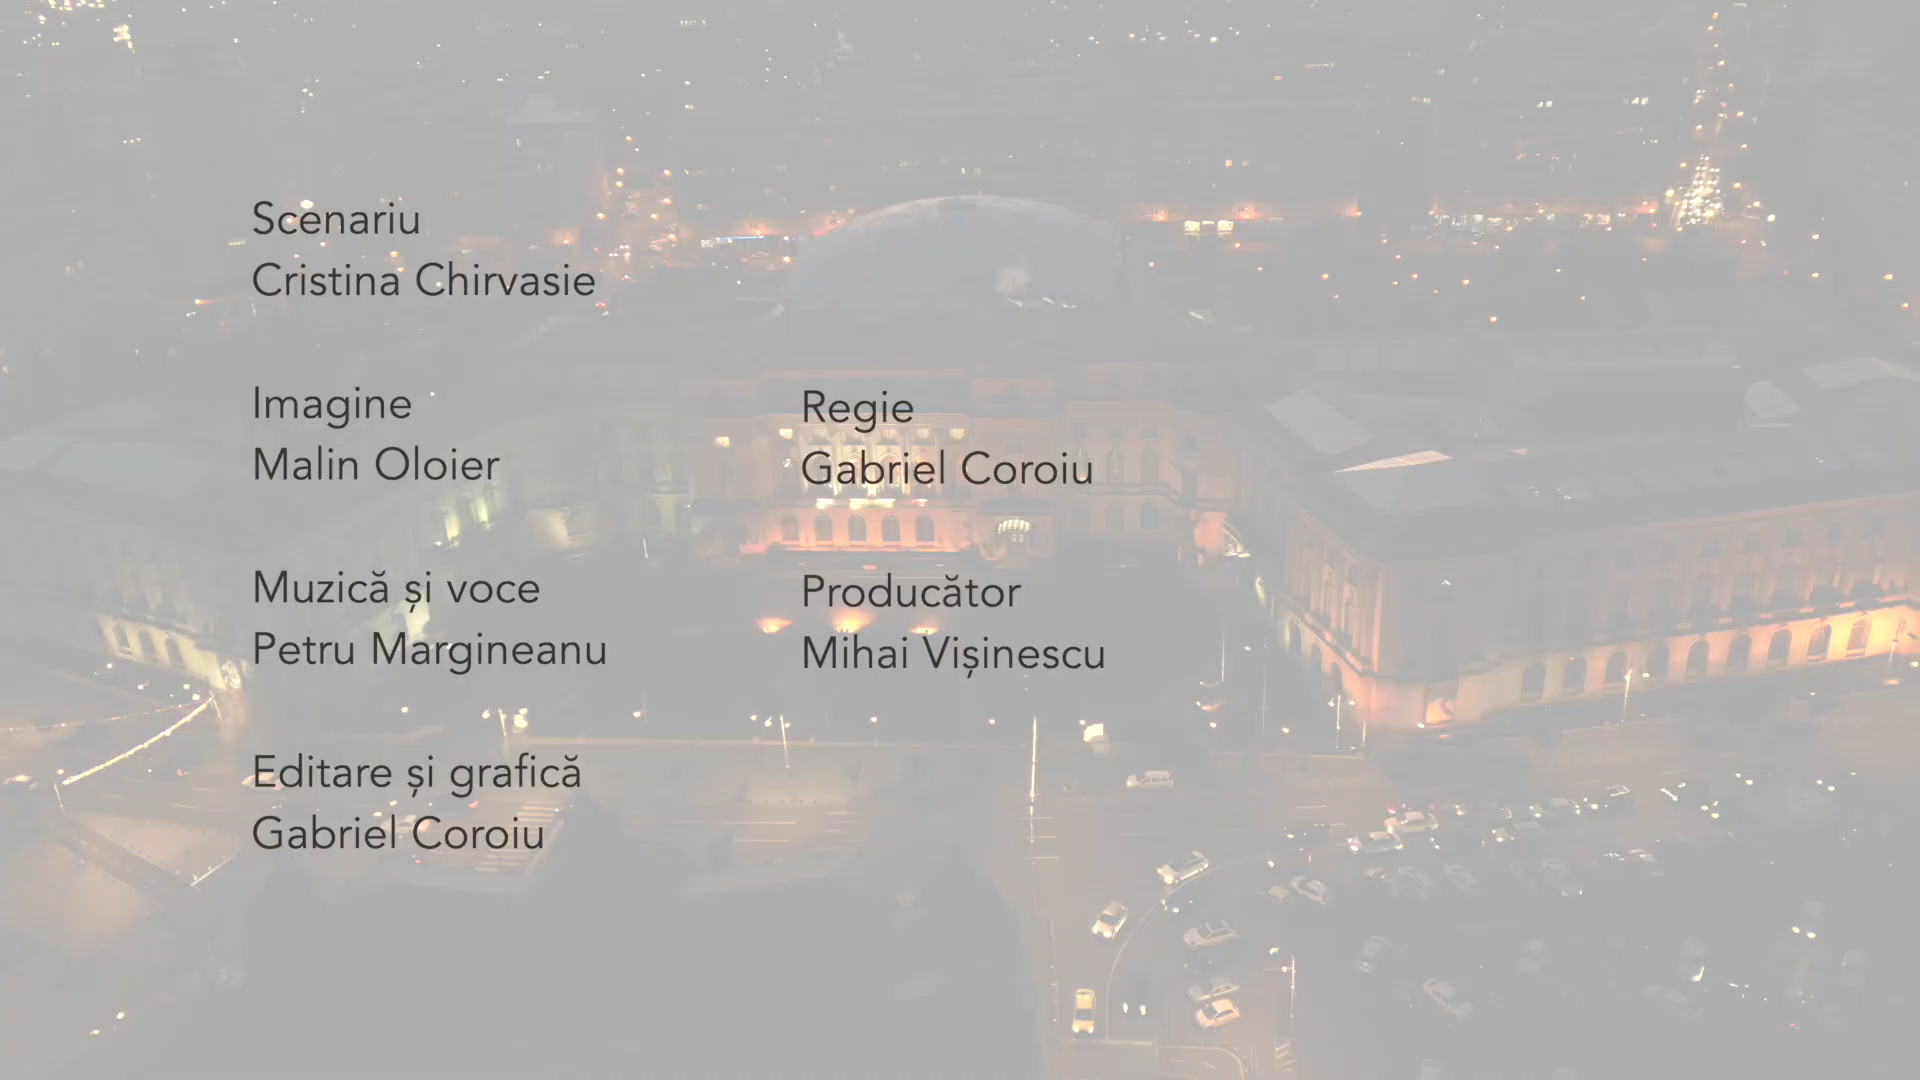 Scenariu
Cristina Chirvasie
Imagine
Malin Oloier
Muzică și voce
Petru Margineanu
Editare și grafică
Gabriel Coroiu
Regie
Gabriel Coroiu
Producător
Mihai Vișinescu